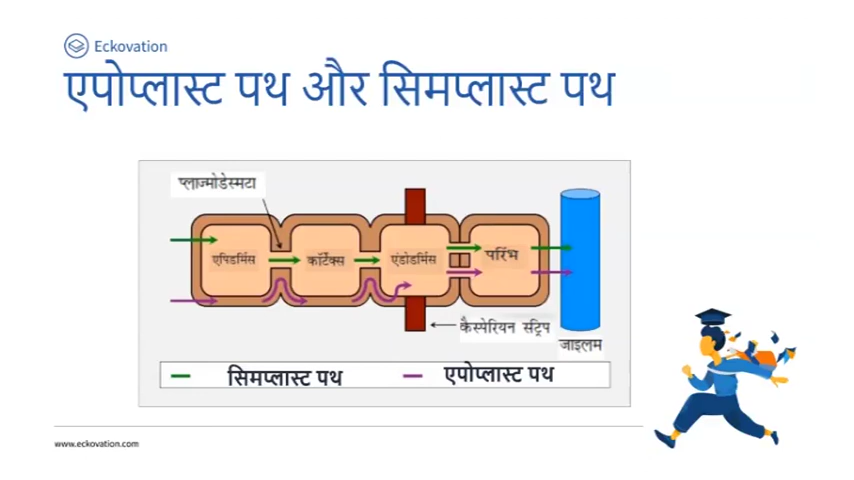 Eckovation
एपोप्लास्ट पथ और सिमप्लास्ट पथ
प्लाज्मोडेस्मटा
एपिडर्मिस
कॉर्टेक्स
एंडोडर्मिस
परिंभ
कैस्पेरियन सट्रिप
जाइलम
सिमप्लास्ट पथ
एपोप्लास्ट पथ
www.eckovation.com